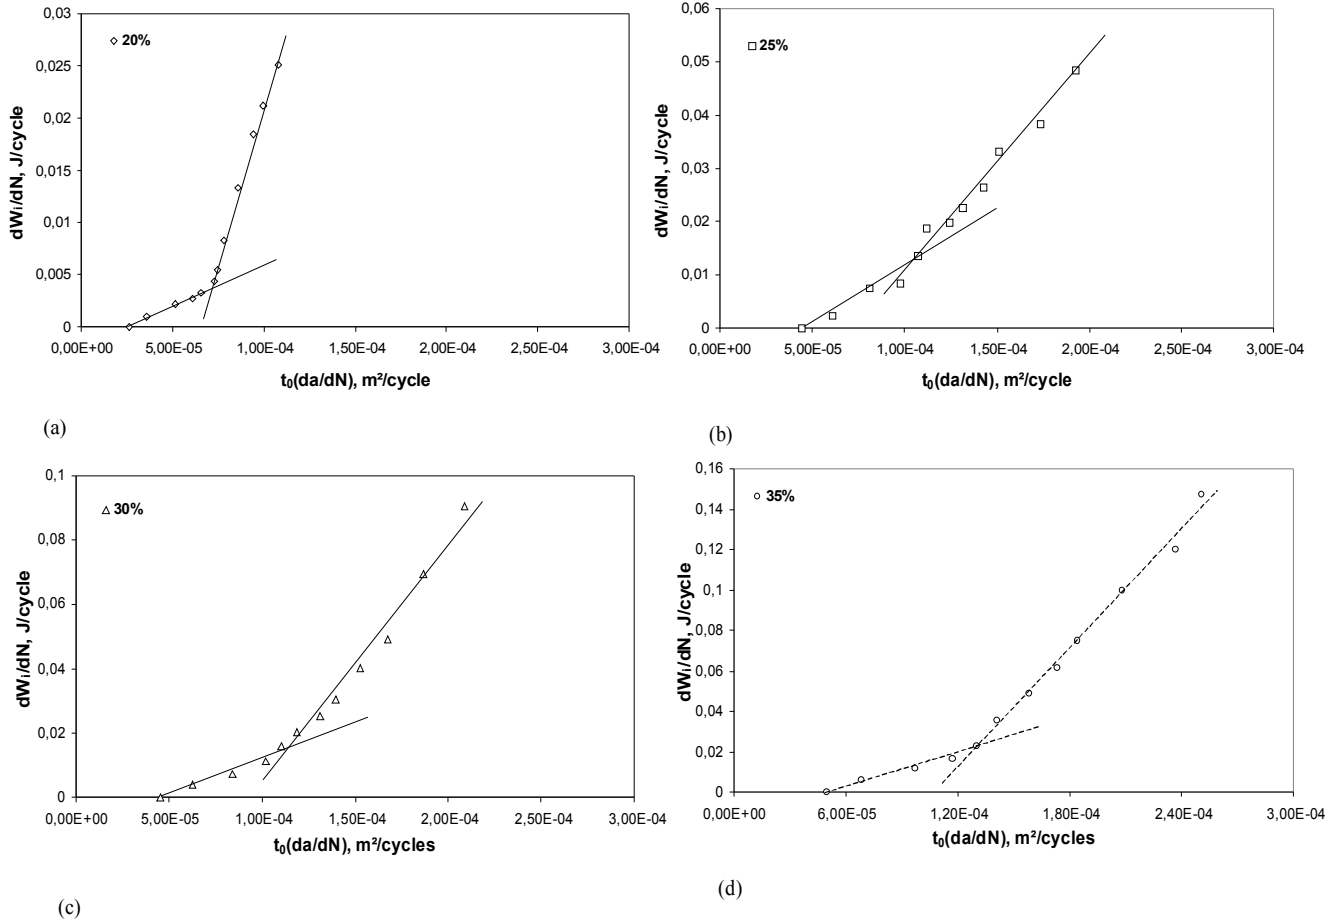 0,03
0,025
0,02
0,015
0,01
0,005
0
dWi/dN, J/cycle
20%
0,00E+00 5,00E-05 1,00E-04 1,50E-04 2,00E-04 2,50E-04 3,00E-04
t0(da/dN), m²/cycle
(a)
0,06
0,05
0,04
0,03
0,02
0,01
0
dWi/dN, J/cycle
25%
0,00E+00 5,00E-05 1,00E-04 1,50E-04 2,00E-04 2,50E-04 3,00E-04
t0(da/dN), m²/cycle
(b)
0,1
0,08
0,06
0,04
0,02
0
dWi/dN, J/cycle
30%
0,00E+00 5,00E-05 1,00E-04 1,50E-04 2,00E-04 2,50E-04 3,00E-04
t0(da/dN), m²/cycles
(c)
0,16
0,14
0,12
0,1
0,08
0,06
0,04
0,02
0
dWi/dN, J/cycle
35%
0,00E+00 6,00E-05 1,20E-04 1,80E-04 2,40E-04 3,00E-04
t0(da/dN), m²/cycles
(d)